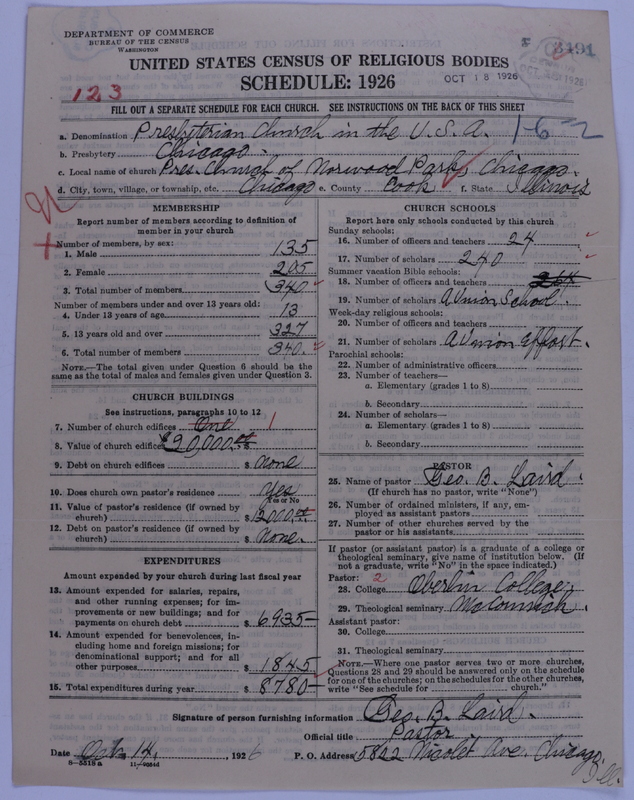 DEPARTMENT OF COMMERCE
BUREAU OF THE CENSUS
WASHINGTON
3491
UNITED STATES CENSUS OF RELIGIOUS BODIES
SCHEDULE: 1926
OCT 18 1926
123
FILL OUT A SEPARATE SCHEDULE FOR EACH CHURCH. SEE INSTRUCTIONS ON THE BACK OF THIS SHEET
a. Denomination Presbyterian Church in the U.S.A. 1-62
b. Presbytery Chicago.
c. Local name of church Pres. Church of Norwood Park, Chicago.
d. City, town, village, or township, etc. Chicago e. County Cook f. State Illinois
MEMBERSHIP
Report number of members according to definition of member in your church
Number of members, by sex:
1. Male 135
2. Female 205
3. Total number of members 340
Number of members under and over 13 years old:
4. Under 13 years of age 13
5. 13 years old and over 327
6. Total number of members 340.
NOTE.—The total given under Question 6 should be the same as the total of males and females given under Question 3.
CHURCH BUILDINGS
See instructions, paragraphs 10 to 12
7. Number of church edifices One 1
8. Value of church edifices $20,000.00
9. Debt on church edifices $ None
10. Does church own pastor's residence Yes
Yes or No
11. Value of pastor's residence (if owned by church) $12000.00
12. Debt on pastor's residence (if owned by church) $ None.
EXPENDITURES
Amount expended by your church during last fiscal year
13. Amount expended for salaries, repairs, and other running expenses; for improvements or new buildings; and for payments on church debt $ 6935—
14. Amount expended for benevolences, including home and foreign missions; for denominational support; and for all other purposes $ 1845
15. Total expenditures during year $ 8780—
CHURCH SCHOOLS
Report here only schools conducted by this church
Sunday schools:
16. Number of officers and teachers 24
17. Number of scholars 240
Summer vacation Bible schools:
18. Number of officers and teachers
19. Number of scholars A Union School.
Week-day religious schools:
20. Number of officers and teachers
21. Number of scholars A Union effort.
Parochial schools:
22. Number of administrative officers
23. Number of teachers—
a. Elementary (grades 1 to 8)
b. Secondary
24. Number of scholars—
a. Elementary (grades 1 to 8)
b. Secondary
PASTOR
25. Name of pastor Geo. B. Laird.
(If church has no pastor, write "None")
26. Number of ordained ministers, if any, employed as assistant pastors
27. Number of other churches served by the pastor or his assistants
If pastor (or assistant pastor) is a graduate of a college or theological seminary, give name of institution below. (If not a graduate, write "No" in the space indicated.)
Pastor: 2
28. College Oberlin College.
29. Theological seminary McCormick.
Assistant pastor:
30. College
31. Theological seminary
NOTE.—Where one pastor serves two or more churches, Questions 28 and 29 should be answered only on the schedule for one of the churches; on the schedules for the other churches, write "See schedule for church."
Signature of person furnishing information Geo. B. Laird.
Official title Pastor
Date Oct. 14, 1926 P. O. Address 5822 Nicolet Ave. Chicago, Ill.
8—5518 a